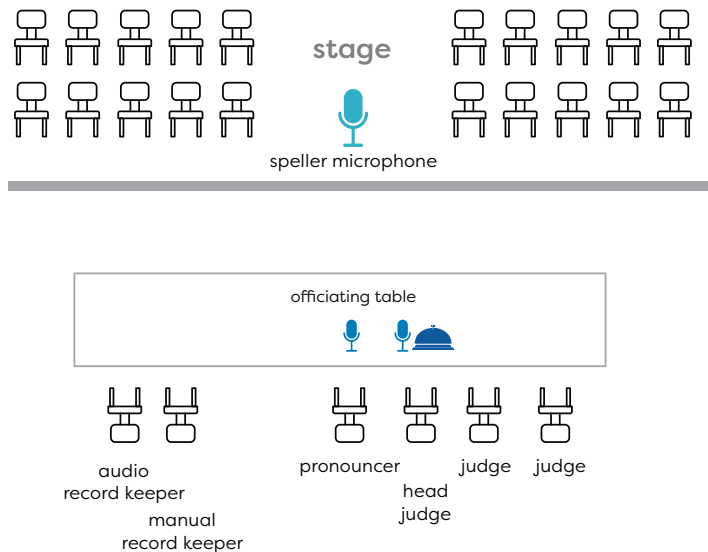 stage
speller microphone
officiating table
audio
record keeper
manual
record keeper
pronouncer
head
judge
judge
judge